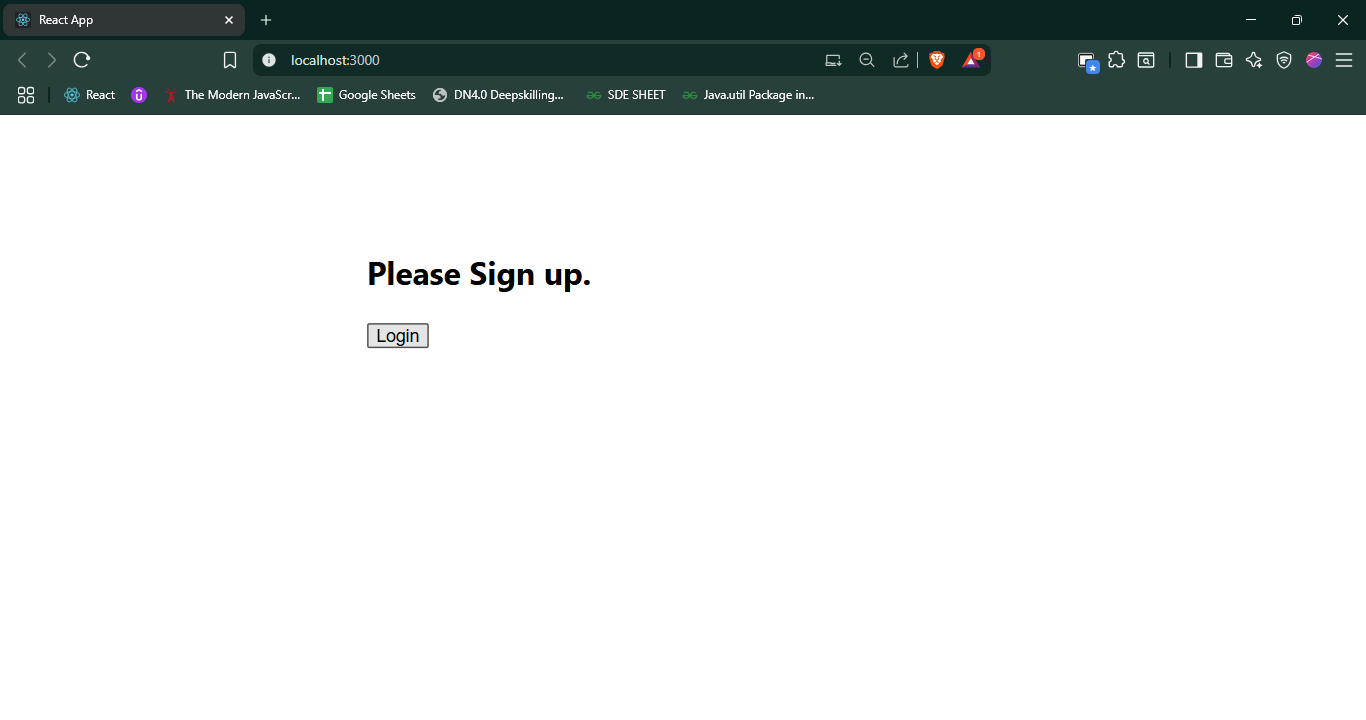 React App
localhost:3000
1
React
The Modern JavaScr...
Google Sheets
DN4.0 Deepskilling...
SDE SHEET
Java.util Package in...
Please Sign up.
Login